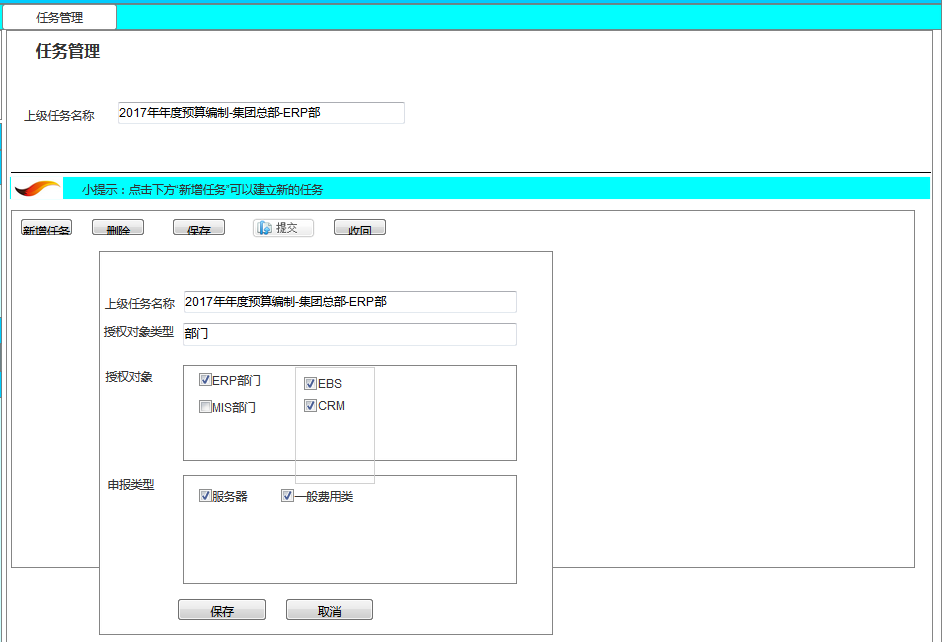 任务管理
任务管理
上级任务名称 2017年年度预算编制-集团总部-ERP部
小提示：点击下方“新增任务”可以建立新的任务
新增任务 删除 保存 提交 收回
上级任务名称 2017年年度预算编制-集团总部-ERP部
授权对象类型 部门
授权对象 ERP部门 EBS
MIS部门 CRM
申报类型
服务器 一般费用类
保存 取消